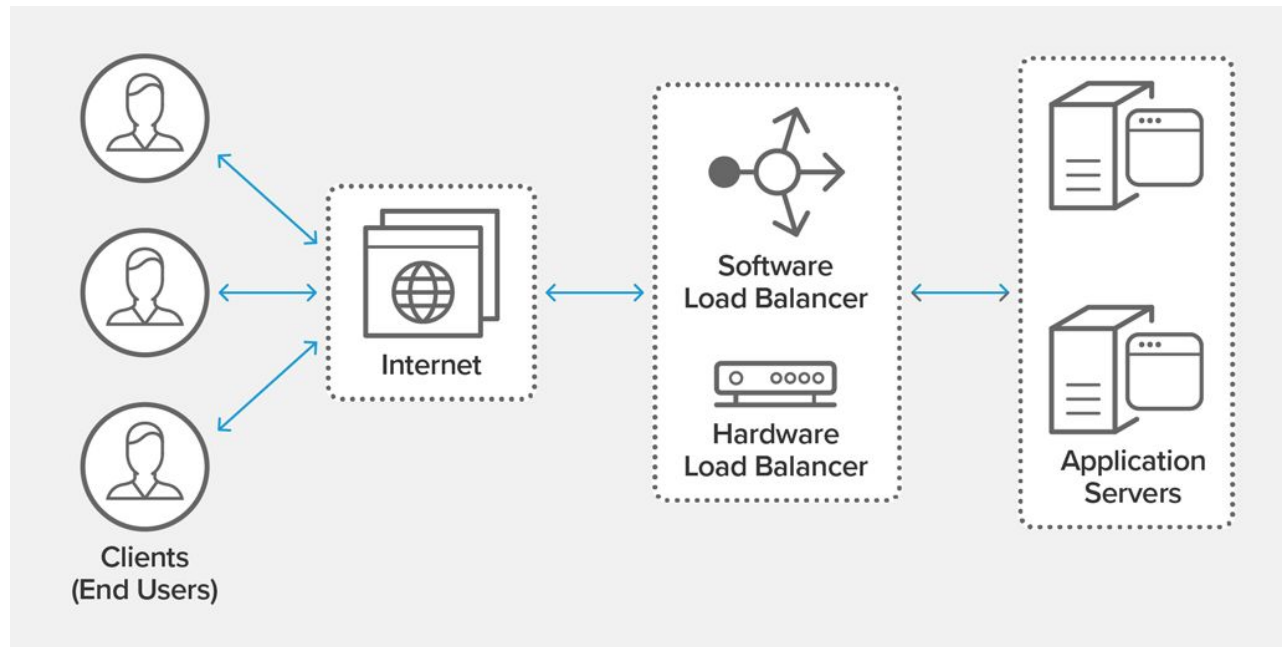 Clients
(End Users)
Internet
Software
Load Balancer
Hardware
Load Balancer
Application
Servers